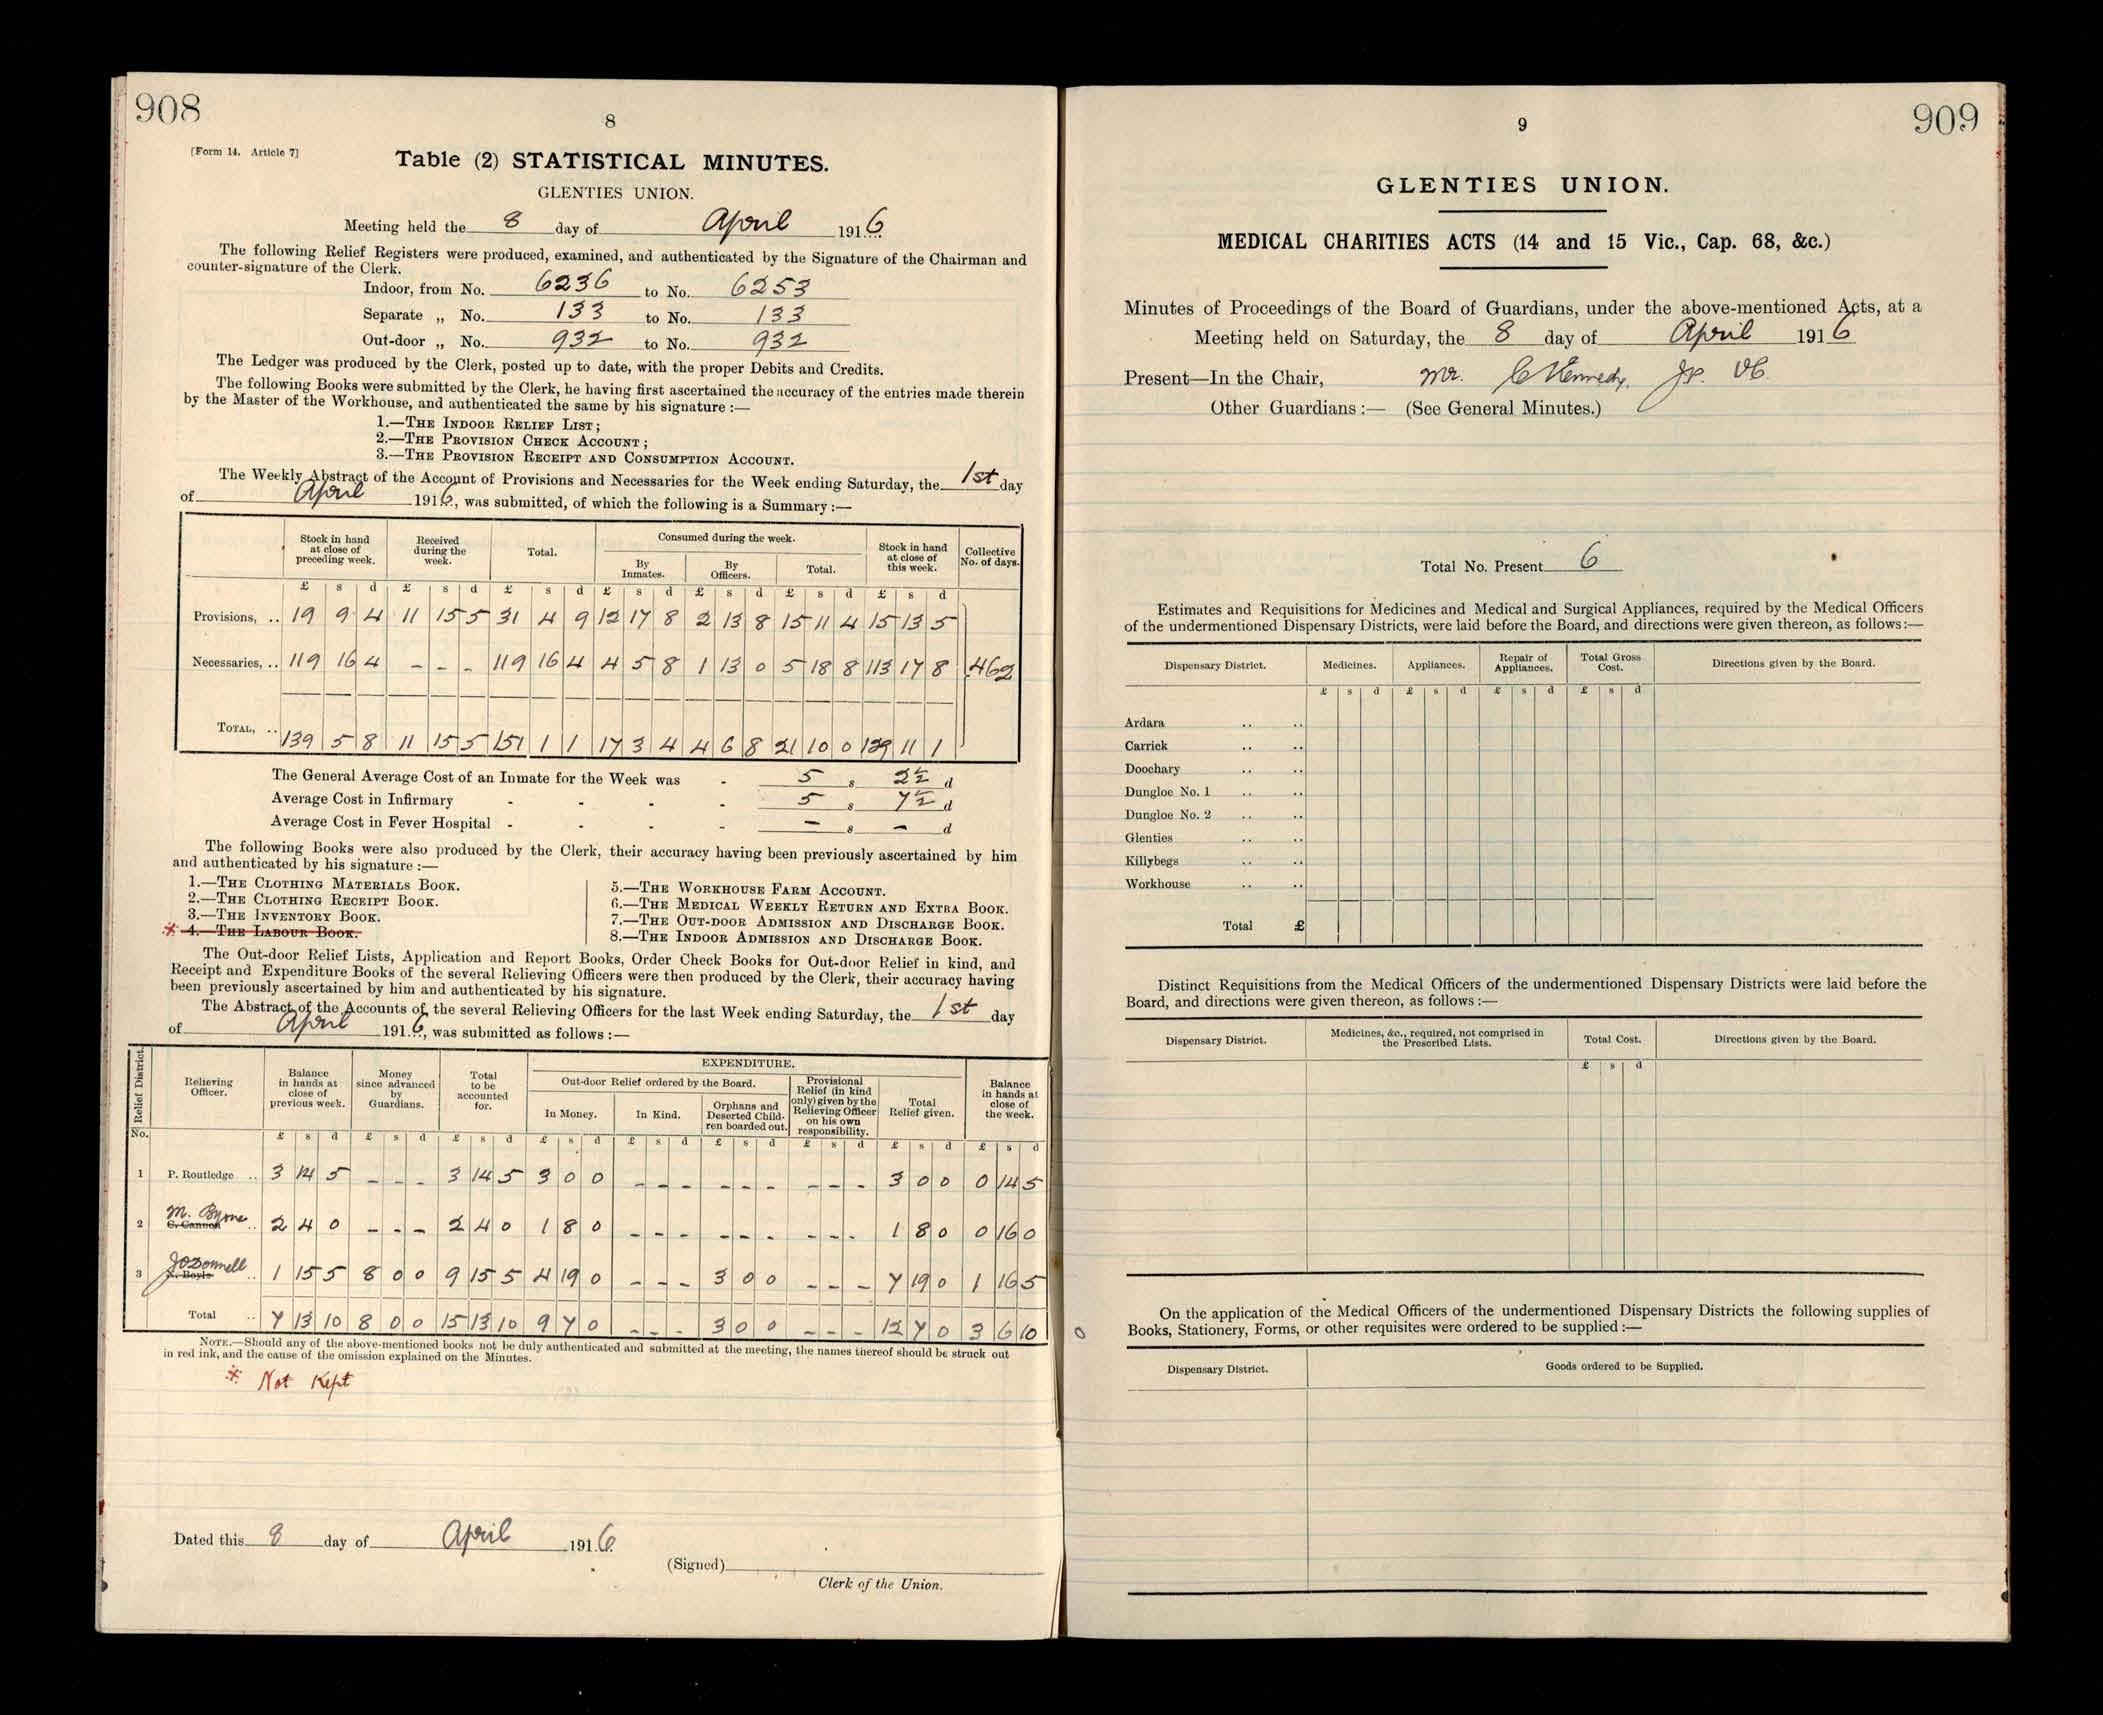 908
8
[Form 14. Article 7]
Table (2) STATISTICAL MINUTES.
GLENTIES UNION.
Meeting held the 8 day of April 1916
The following Relief Registers were produced, examined, and authenticated by the Signature of the Chairman and
counter-signature of the Clerk.
Indoor, from No. 6236 to No. 6253
Separate „ No. 133 to No. 133
Out-door „ No. 932 to No. 932
The Ledger was produced by the Clerk, posted up to date, with the proper Debits and Credits.
The following Books were submitted by the Clerk, he having first ascertained the accuracy of the entries made therein
by the Master of the Workhouse, and authenticated the same by his signature :—
1.—THE INDOOR RELIEF LIST ;
2.—THE PROVISION CHECK ACCOUNT ;
3.—THE PROVISION RECEIPT AND CONSUMPTION ACCOUNT.
The Weekly Abstract of the Account of Provisions and Necessaries for the Week ending Saturday, the 1st day
of April 1916, was submitted, of which the following is a Summary :—
Stock in hand at close of preceding week. Received during the week. Total. Consumed during the week. By Inmates. By Officers. Total. Stock in hand at close of this week. Collective No. of days.
£ s d £ s d £ s d £ s d £ s d £ s d £ s d
Provisions, .. 19 9 4 11 15 5 31 4 9 12 17 8 2 13 8 15 11 4 15 13 5
Necessaries, .. 119 16 4 - - - 119 16 4 4 5 8 1 13 0 5 18 8 113 17 8 462
TOTAL, .. 139 5 8 11 15 5 151 1 1 17 3 4 4 6 8 21 10 0 129 11 1
The General Average Cost of an Inmate for the Week was - 5 s 2½ d
Average Cost in Infirmary - - - - 5 s 7½ d
Average Cost in Fever Hospital - - - - – s – d
The following Books were also produced by the Clerk, their accuracy having been previously ascertained by him
and authenticated by his signature :—
1.—THE CLOTHING MATERIALS BOOK.
2.—THE CLOTHING RECEIPT BOOK.
3.—THE INVENTORY BOOK.
* 4.—THE LABOUR BOOK.
5.—THE WORKHOUSE FARM ACCOUNT.
6.—THE MEDICAL WEEKLY RETURN AND EXTRA BOOK.
7.—THE OUT-DOOR ADMISSION AND DISCHARGE BOOK.
8.—THE INDOOR ADMISSION AND DISCHARGE BOOK.
The Out-door Relief Lists, Application and Report Books, Order Check Books for Out-door Relief in kind, and
Receipt and Expenditure Books of the several Relieving Officers were then produced by the Clerk, their accuracy having
been previously ascertained by him and authenticated by his signature.
The Abstract of the Accounts of the several Relieving Officers for the last Week ending Saturday, the 1st day
of April 1916, was submitted as follows :—
Relief District. No. Relieving Officer. Balance in hands at close of previous week. Money since advanced by Guardians. Total to be accounted for. EXPENDITURE. Out-door Relief ordered by the Board. In Money. In Kind. Orphans and Deserted Children boarded out. Provisional Relief (in kind only) given by the Relieving Officer on his own responsibility. Total Relief given. Balance in hands at close of the week.
£ s d £ s d £ s d £ s d £ s d £ s d £ s d £ s d £ s d
1 P. Routledge .. 3 14 5 - - - 3 14 5 3 0 0 - - - - - - - - - 3 0 0 0 14 5
M. Byrne
2 C. Cannon .. 2 4 0 - - - 2 4 0 1 8 0 - - - - - - - - - 1 8 0 0 16 0
J O Donnell
3 N. Boyle .. 1 15 5 8 0 0 9 15 5 4 19 0 - - - 3 0 0 - - - 7 19 0 1 16 5
Total .. 7 13 10 8 0 0 15 13 10 9 7 0 - - - 3 0 0 - - - 12 7 0 3 6 10
NOTE.—Should any of the above-mentioned books not be duly authenticated and submitted at the meeting, the names thereof should be struck out
in red ink, and the cause of the omission explained on the Minutes.
* Not Kept
Dated this 8 day of April 1916.
(Signed)
Clerk of the Union.
909
9
GLENTIES UNION.
MEDICAL CHARITIES ACTS (14 and 15 Vic., Cap. 68, &c.)
Minutes of Proceedings of the Board of Guardians, under the above-mentioned Acts, at a
Meeting held on Saturday, the 8 day of April 1916
Present—In the Chair, Mr. C Kennedy, J.P. V.C.
Other Guardians :— (See General Minutes.)
Total No. Present 6
Estimates and Requisitions for Medicines and Medical and Surgical Appliances, required by the Medical Officers
of the undermentioned Dispensary Districts, were laid before the Board, and directions were given thereon, as follows:—
Dispensary District. Medicines. Appliances. Repair of Appliances. Total Gross Cost. Directions given by the Board.
£ s d £ s d £ s d £ s d
Ardara .. ..
Carrick .. ..
Doochary .. ..
Dungloe No. 1 .. ..
Dungloe No. 2 .. ..
Glenties .. ..
Killybegs .. ..
Workhouse .. ..
Total £
Distinct Requisitions from the Medical Officers of the undermentioned Dispensary Districts were laid before the
Board, and directions were given thereon, as follows :—
Dispensary District. Medicines, &c., required, not comprised in the Prescribed Lists. Total Cost. Directions given by the Board.
£ s d
On the application of the Medical Officers of the undermentioned Dispensary Districts the following supplies of
Books, Stationery, Forms, or other requisites were ordered to be supplied :—
Dispensary District. Goods ordered to be Supplied.